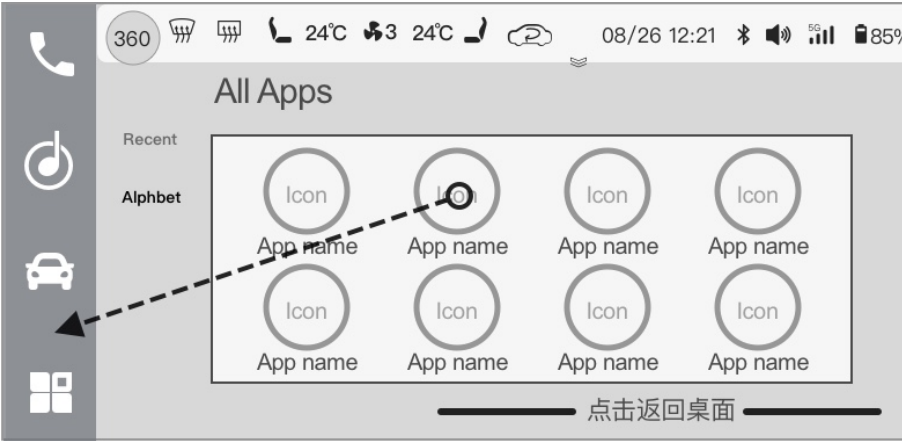 360 24℃ 3 24℃ 08/26 12:21 5G 85%
All Apps
Recent
Alphbet
Icon Icon Icon Icon
App name App name App name App name
Icon Icon Icon Icon
App name App name App name App name
点击返回桌面